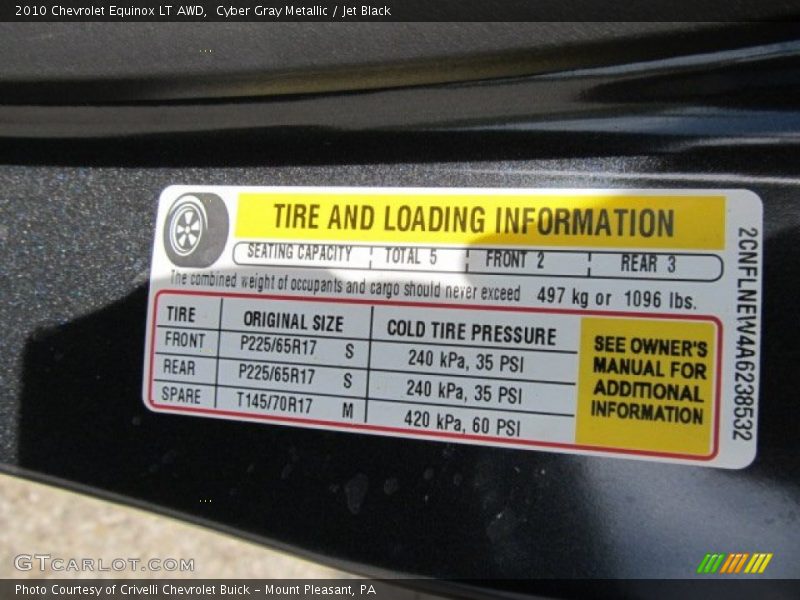 2010 Chevrolet Equinox LT AWD,  Cyber Gray Metallic / Jet Black
TIRE AND LOADING INFORMATION
SEATING CAPACITY TOTAL 5 FRONT 2 REAR 3
The combined weight of occupants and cargo should never exceed 497 kg or 1096 lbs.
TIRE ORIGINAL SIZE COLD TIRE PRESSURE
FRONT P225/65R17 S 240 kPa, 35 PSI
REAR P225/65R17 S 240 kPa, 35 PSI
SPARE T145/70R17 M 420 kPa, 60 PSI
SEE OWNER'S
MANUAL FOR
ADDITIONAL
INFORMATION
2CNFLNEW4A6238532
GTCARLOT.COM
Photo Courtesy of Crivelli Chevrolet Buick - Mount Pleasant, PA